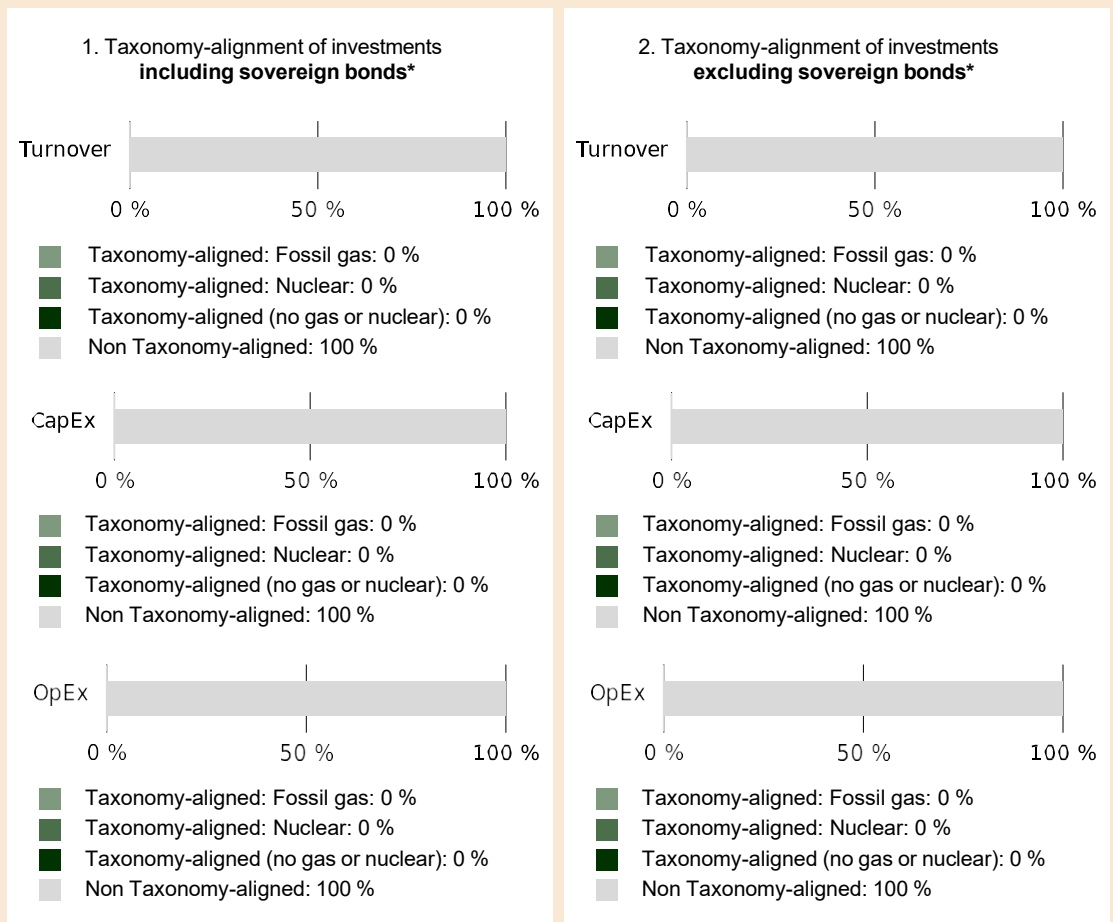 1. Taxonomy-alignment of investments
including sovereign bonds*
Turnover
0 %
50 %
100 %
Taxonomy-aligned: Fossil gas: 0 %
Taxonomy-aligned: Nuclear: 0 %
Taxonomy-aligned (no gas or nuclear): 0 %
Non Taxonomy-aligned: 100 %
CapEx
0 %
50 %
100 %
Taxonomy-aligned: Fossil gas: 0 %
Taxonomy-aligned: Nuclear: 0 %
Taxonomy-aligned (no gas or nuclear): 0 %
Non Taxonomy-aligned: 100 %
OpEx
0 %
50 %
100 %
Taxonomy-aligned: Fossil gas: 0 %
Taxonomy-aligned: Nuclear: 0 %
Taxonomy-aligned (no gas or nuclear): 0 %
Non Taxonomy-aligned: 100 %
2. Taxonomy-alignment of investments
excluding sovereign bonds*
Turnover
0 %
50 %
100 %
Taxonomy-aligned: Fossil gas: 0 %
Taxonomy-aligned: Nuclear: 0 %
Taxonomy-aligned (no gas or nuclear): 0 %
Non Taxonomy-aligned: 100 %
CapEx
0 %
50 %
100 %
Taxonomy-aligned: Fossil gas: 0 %
Taxonomy-aligned: Nuclear: 0 %
Taxonomy-aligned (no gas or nuclear): 0 %
Non Taxonomy-aligned: 100 %
OpEx
0 %
50 %
100 %
Taxonomy-aligned: Fossil gas: 0 %
Taxonomy-aligned: Nuclear: 0 %
Taxonomy-aligned (no gas or nuclear): 0 %
Non Taxonomy-aligned: 100 %